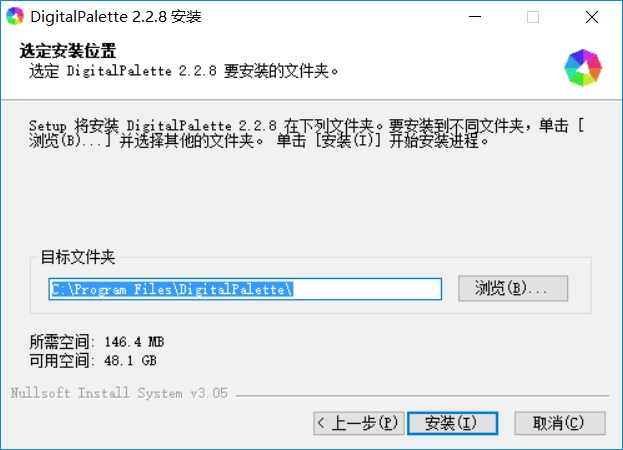 DigitalPalette 2.2.8 安装
选定安装位置
选定 DigitalPalette 2.2.8 要安装的文件夹。
Setup 将安装 DigitalPalette 2.2.8 在下列文件夹。要安装到不同文件夹，单击 [
浏览(B)...] 并选择其他的文件夹。 单击 [安装(I)] 开始安装进程。
目标文件夹
C:\Program Files\DigitalPalette\
浏览(B)...
所需空间: 146.4 MB
可用空间: 48.1 GB
Nullsoft Install System v3.05
< 上一步(P) 安装(I) 取消(C)